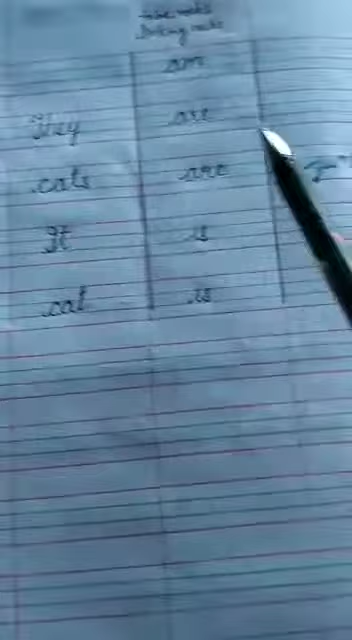 am
They are
cats are
It is
cat is